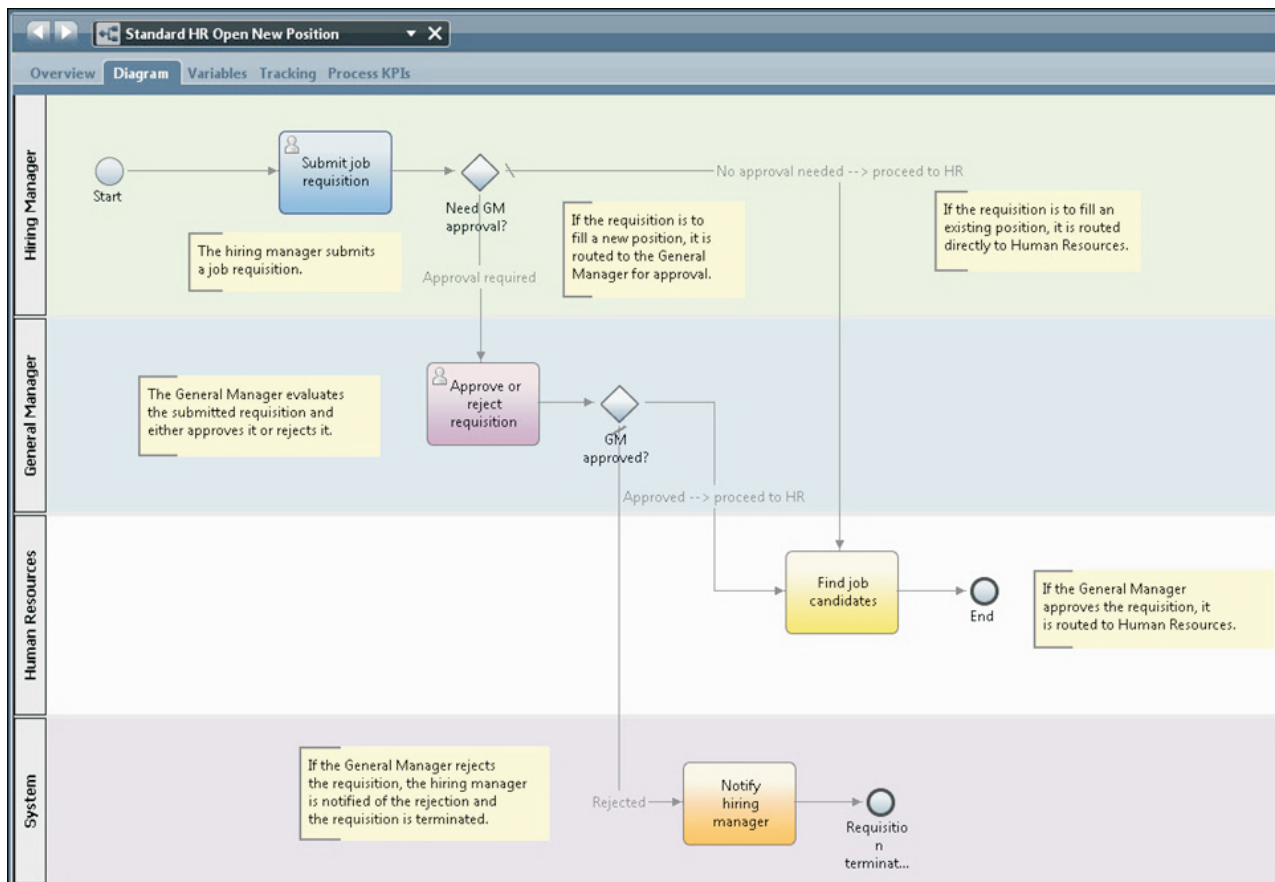 Standard HR Open New Position
Overview Diagram Variables Tracking Process KPIs
Hiring Manager
Start
Submit job
requisition
Need GM
approval?
No approval needed --> proceed to HR
The hiring manager submits
a job requisition.
If the requisition is to
fill a new position, it is
routed to the General
Manager for approval.
If the requisition is to fill an
existing position, it is routed
directly to Human Resources.
Approval required
General Manager
The General Manager evaluates
the submitted requisition and
either approves it or rejects it.
Approve or
reject
requisition
GM
approved?
Approved --> proceed to HR
Human Resources
Find job
candidates
End
If the General Manager
approves the requisition, it
is routed to Human Resources.
System
If the General Manager rejects
the requisition, the hiring manager
is notified of the rejection and
the requisition is terminated.
Rejected
Notify
hiring
manager
Requisitio
n
terminat...